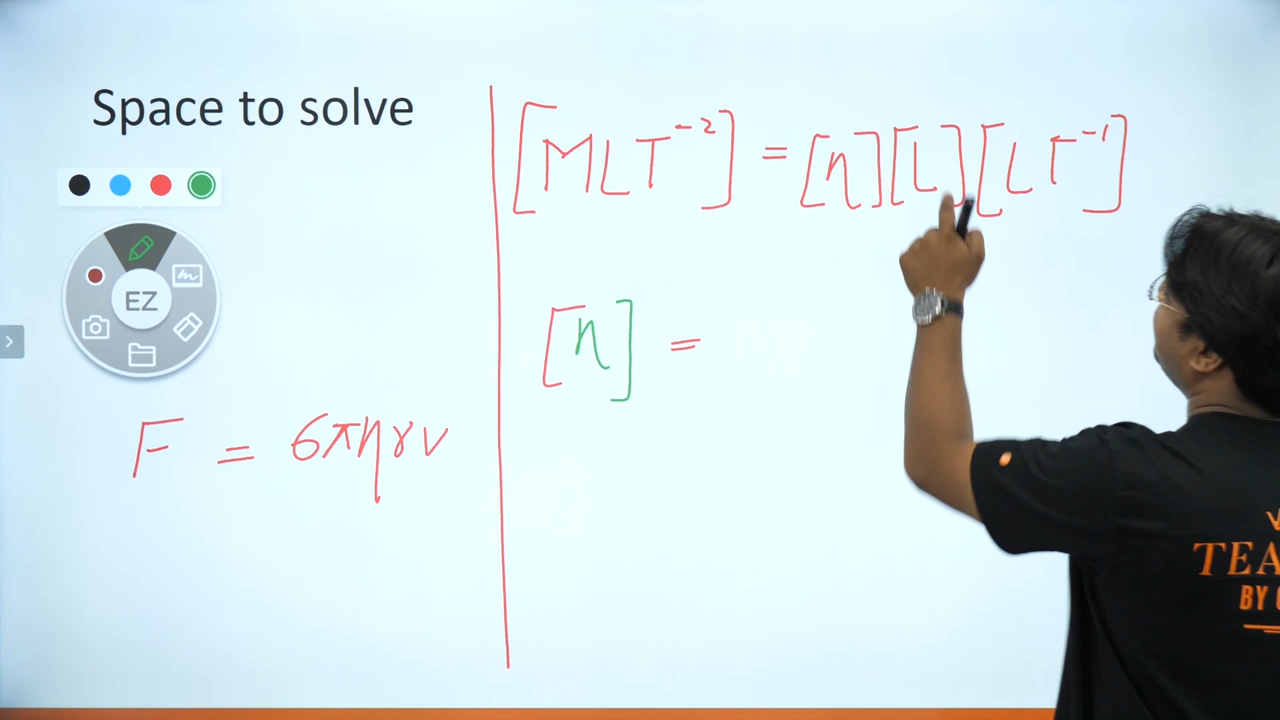 Space to solve
EZ
F = 6πηrv
[MLT⁻²] = [η][L][LT⁻¹]
[η] =
TEA
BY